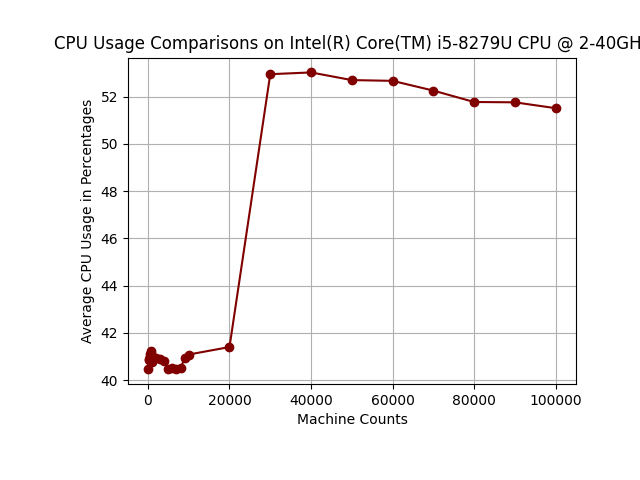 CPU Usage Comparisons on Intel(R) Core(TM) i5-8279U CPU @ 2-40GH
Average CPU Usage in Percentages
52
50
48
46
44
42
40
0 20000 40000 60000 80000 100000
Machine Counts